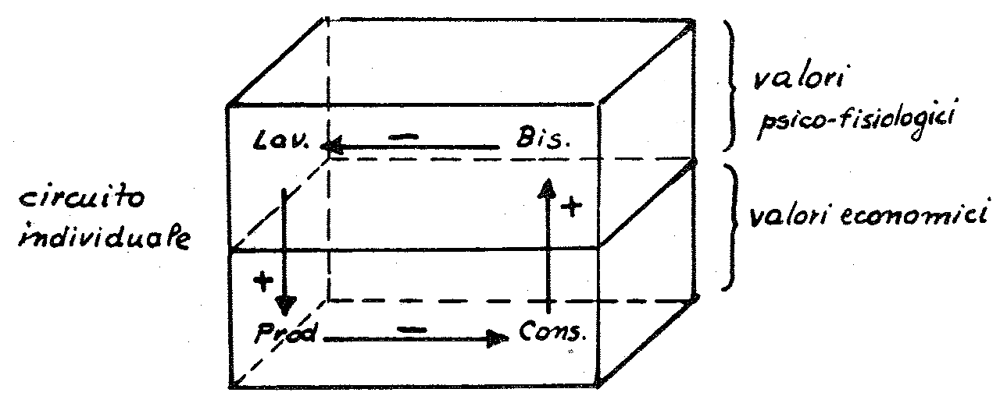 valori
psico-fisiologici
Lav. − Bis.
+
circuito
individuale
valori economici
+
Prod − Cons.